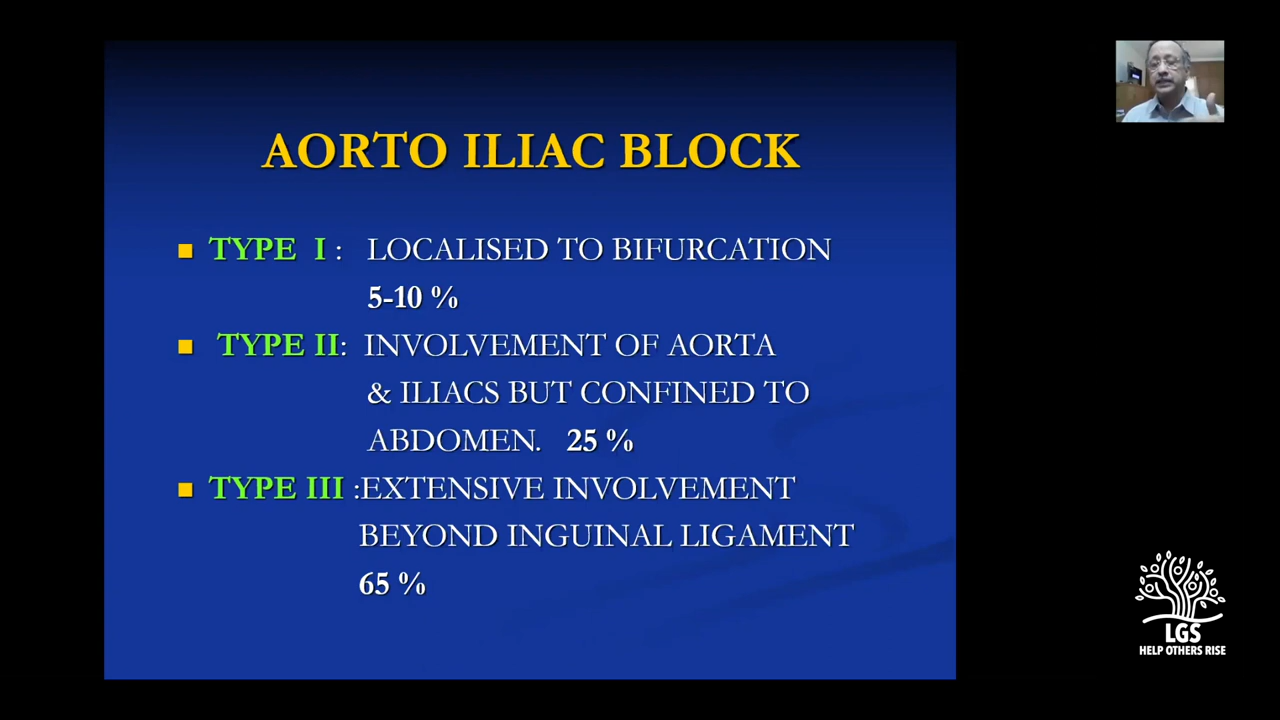 AORTO ILIAC BLOCK
TYPE I : LOCALISED TO BIFURCATION
5-10 %
TYPE II: INVOLVEMENT OF AORTA
& ILIACS BUT CONFINED TO
ABDOMEN. 25 %
TYPE III :EXTENSIVE INVOLVEMENT
BEYOND INGUINAL LIGAMENT
65 %
LGS
HELP OTHERS RISE